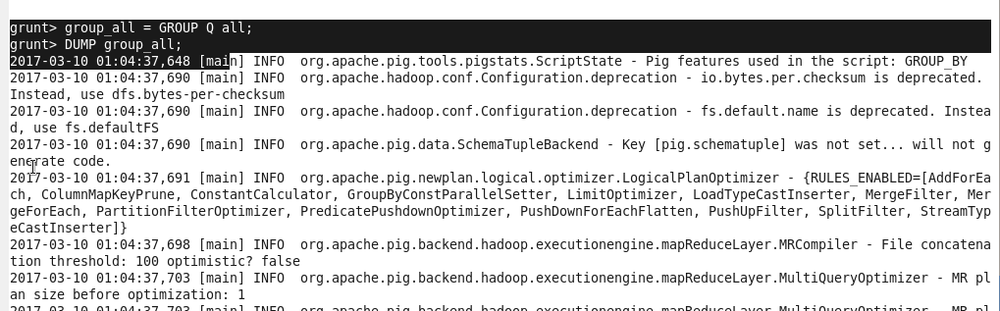 grunt> group_all = GROUP Q all;
grunt> DUMP group_all;
2017-03-10 01:04:37,648 [main] INFO  org.apache.pig.tools.pigstats.ScriptState - Pig features used in the script: GROUP_BY
2017-03-10 01:04:37,690 [main] INFO  org.apache.hadoop.conf.Configuration.deprecation - io.bytes.per.checksum is deprecated.
Instead, use dfs.bytes-per-checksum
2017-03-10 01:04:37,690 [main] INFO  org.apache.hadoop.conf.Configuration.deprecation - fs.default.name is deprecated. Instea
d, use fs.defaultFS
2017-03-10 01:04:37,690 [main] INFO  org.apache.pig.data.SchemaTupleBackend - Key [pig.schematuple] was not set... will not g
enerate code.
2017-03-10 01:04:37,691 [main] INFO  org.apache.pig.newplan.logical.optimizer.LogicalPlanOptimizer - {RULES_ENABLED=[AddForEa
ch, ColumnMapKeyPrune, ConstantCalculator, GroupByConstParallelSetter, LimitOptimizer, LoadTypeCastInserter, MergeFilter, Mer
geForEach, PartitionFilterOptimizer, PredicatePushdownOptimizer, PushDownForEachFlatten, PushUpFilter, SplitFilter, StreamTyp
eCastInserter]}
2017-03-10 01:04:37,698 [main] INFO  org.apache.pig.backend.hadoop.executionengine.mapReduceLayer.MRCompiler - File concatena
tion threshold: 100 optimistic? false
2017-03-10 01:04:37,703 [main] INFO  org.apache.pig.backend.hadoop.executionengine.mapReduceLayer.MultiQueryOptimizer - MR pl
an size before optimization: 1
2017-03-10 01:04:37,703 [main] INFO  org.apache.pig.backend.hadoop.executionengine.mapReduceLayer.MultiQueryOptimizer - MR pl